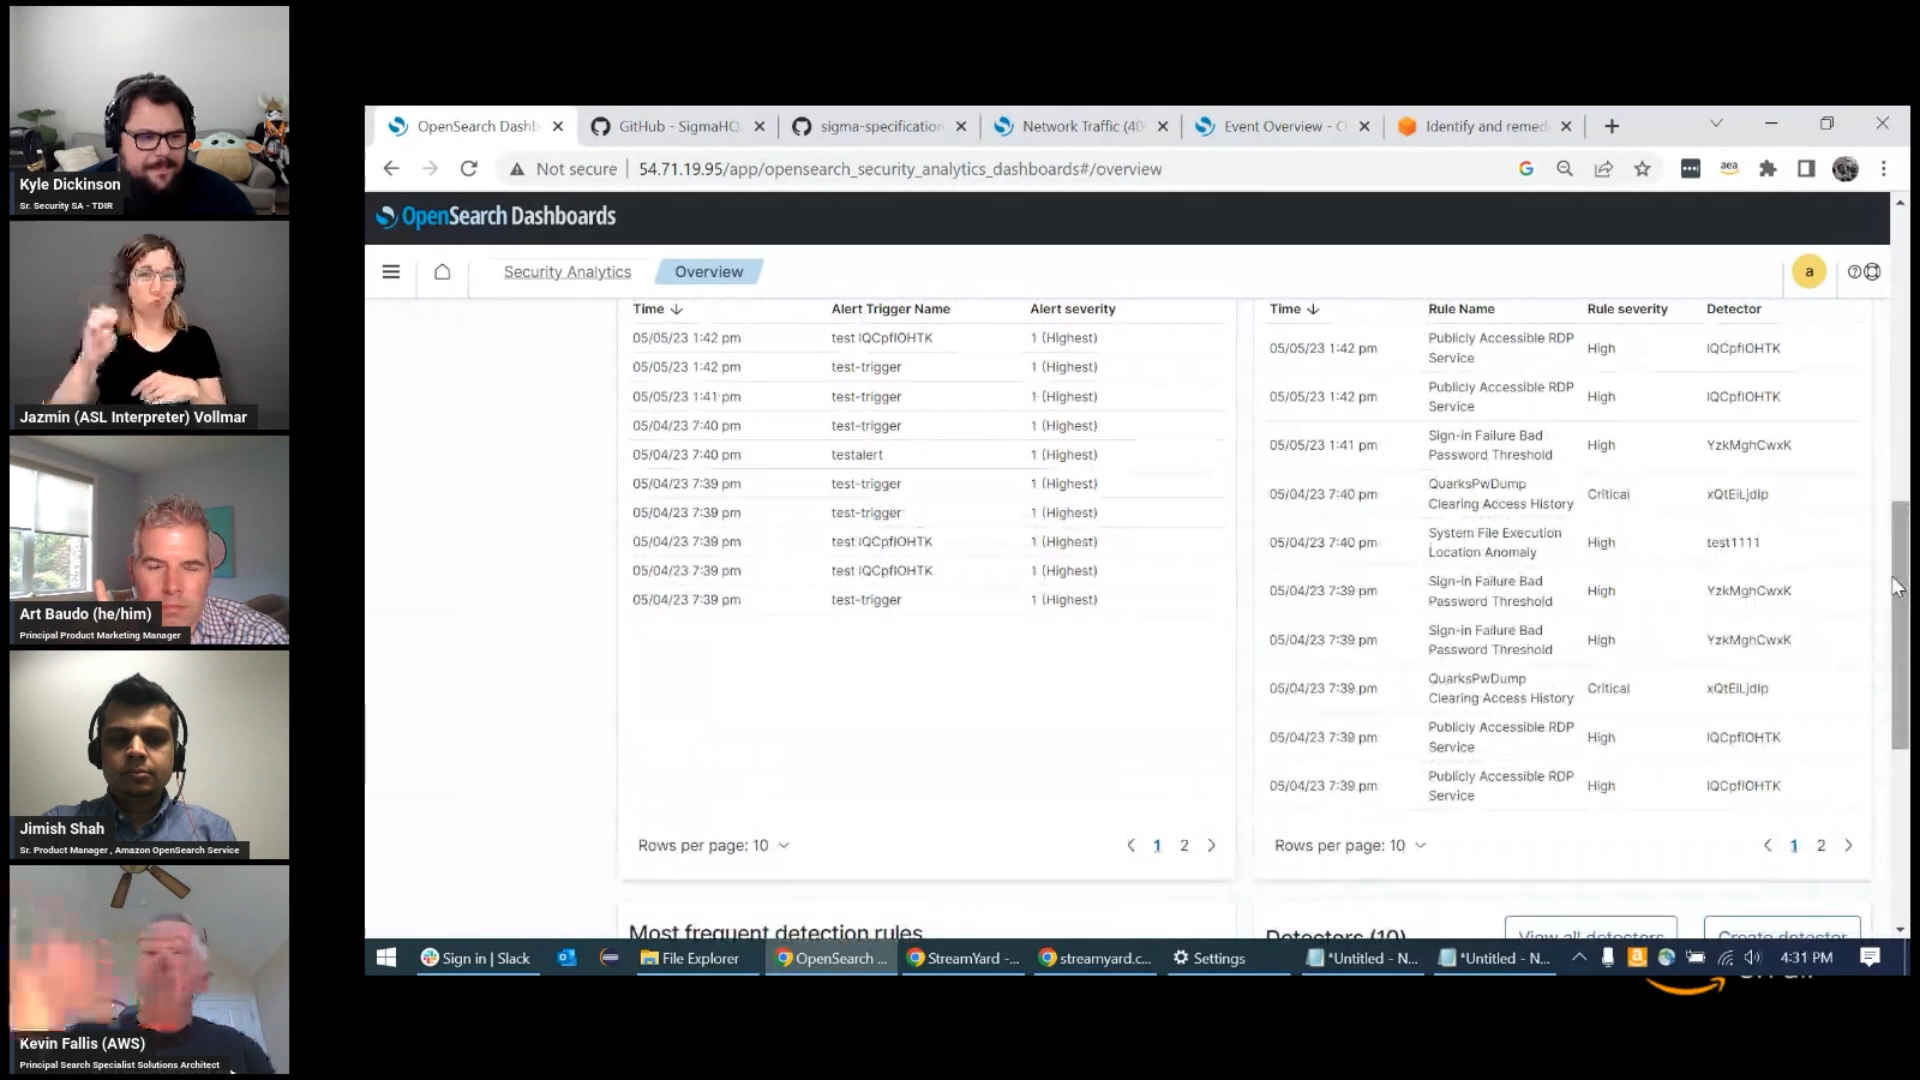 Kyle Dickinson
Sr. Security SA - TDIR
Jazmin (ASL Interpreter) Vollmar
Art Baudo (he/him)
Principal Product Marketing Manager
Jimish Shah
Sr. Product Manager , Amazon OpenSearch Service
Kevin Fallis (AWS)
Principal Search Specialist Solutions Architect
OpenSearch Dashb
GitHub - SigmaHQ
sigma-specification
Network Traffic (40
Event Overview - O
Identify and remed
Not secure
54.71.19.95/app/opensearch_security_analytics_dashboards#/overview
aea
OpenSearch Dashboards
Security Analytics
Overview
a
Time Alert Trigger Name Alert severity
05/05/23 1:42 pm test IQCpfIOHTK 1 (Highest)
05/05/23 1:42 pm test-trigger 1 (Highest)
05/05/23 1:41 pm test-trigger 1 (Highest)
05/04/23 7:40 pm test-trigger 1 (Highest)
05/04/23 7:40 pm testalert 1 (Highest)
05/04/23 7:39 pm test-trigger 1 (Highest)
05/04/23 7:39 pm test-trigger 1 (Highest)
05/04/23 7:39 pm test IQCpfIOHTK 1 (Highest)
05/04/23 7:39 pm test IQCpfIOHTK 1 (Highest)
05/04/23 7:39 pm test-trigger 1 (Highest)
Rows per page: 10
1 2
Time Rule Name Rule severity Detector
05/05/23 1:42 pm Publicly Accessible RDP Service High IQCpfIOHTK
05/05/23 1:42 pm Publicly Accessible RDP Service High IQCpfIOHTK
05/05/23 1:41 pm Sign-in Failure Bad Password Threshold High YzkMghCwxK
05/04/23 7:40 pm QuarksPwDump Clearing Access History Critical xQtEiLjdIp
05/04/23 7:40 pm System File Execution Location Anomaly High test1111
05/04/23 7:39 pm Sign-in Failure Bad Password Threshold High YzkMghCwxK
05/04/23 7:39 pm Sign-in Failure Bad Password Threshold High YzkMghCwxK
05/04/23 7:39 pm QuarksPwDump Clearing Access History Critical xQtEiLjdIp
05/04/23 7:39 pm Publicly Accessible RDP Service High IQCpfIOHTK
05/04/23 7:39 pm Publicly Accessible RDP Service High IQCpfIOHTK
Rows per page: 10
1 2
Most frequent detection rules
Detectors (10)
View all detectors
Create detector
Sign in | Slack
File Explorer
OpenSearch ...
StreamYard -...
streamyard.c...
Settings
*Untitled - N...
*Untitled - N...
4:31 PM